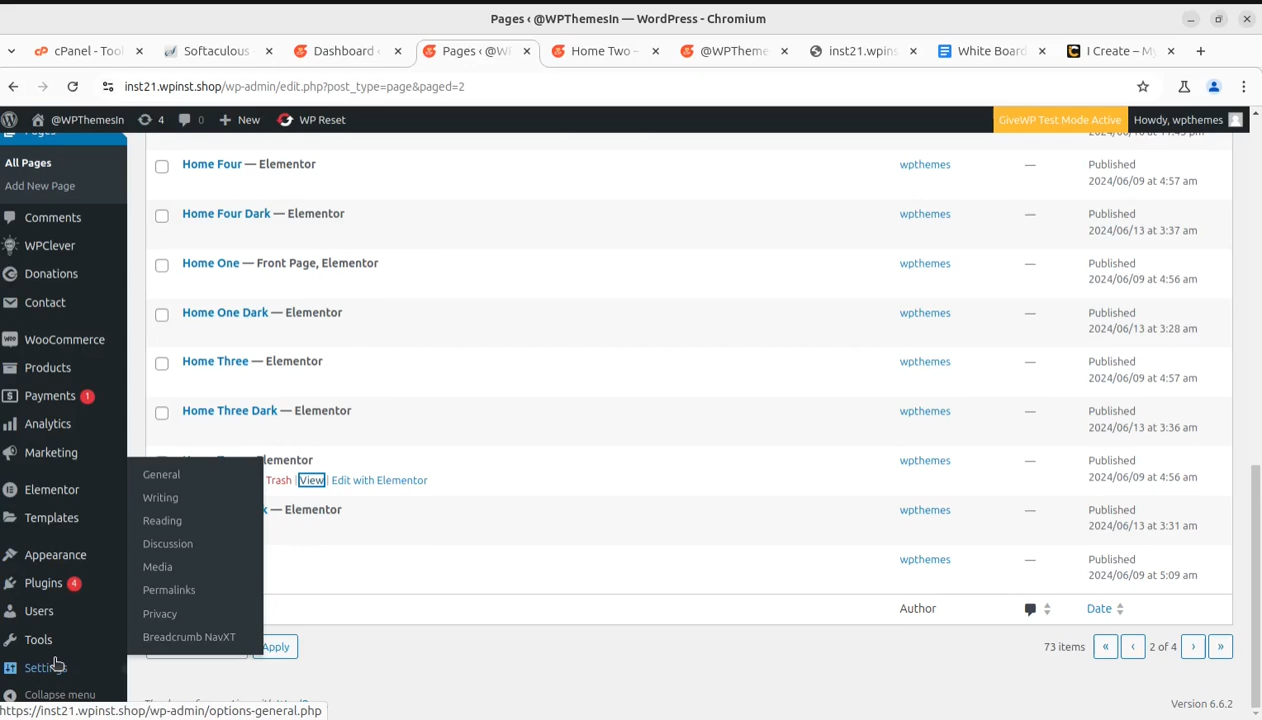 Pages ‹ @WPThemesIn — WordPress - Chromium
cPanel - Too
Softaculous -
Dashboard ‹
Pages ‹ @W
Home Two –
@WPTheme
inst21.wpins
White Board
I Create – My
inst21.wpinst.shop/wp-admin/edit.php?post_type=page&paged=2
@WPThemesIn
4
0
New
WP Reset
GiveWP Test Mode Active
Howdy, wpthemes
Pages
All Pages
Add New Page
Comments
WPClever
Donations
Contact
WooCommerce
Products
Payments 1
Analytics
Marketing
Elementor
Templates
Appearance
Plugins 4
Users
Tools
Settings
Collapse menu
General
Writing
Reading
Discussion
Media
Permalinks
Privacy
Breadcrumb NavXT
Home Four — Elementor
wpthemes
—
Published
2024/06/09 at 4:57 am
Home Four Dark — Elementor
wpthemes
—
Published
2024/06/13 at 3:37 am
Home One — Front Page, Elementor
wpthemes
—
Published
2024/06/09 at 4:56 am
Home One Dark — Elementor
wpthemes
—
Published
2024/06/13 at 3:28 am
Home Three — Elementor
wpthemes
—
Published
2024/06/09 at 4:57 am
Home Three Dark — Elementor
wpthemes
—
Published
2024/06/13 at 3:36 am
Elementor
Trash | View | Edit with Elementor
wpthemes
—
Published
2024/06/09 at 4:56 am
k — Elementor
wpthemes
—
Published
2024/06/13 at 3:31 am
wpthemes
—
Published
2024/06/09 at 5:09 am
Author
Date
Apply
73 items
«
‹
2 of 4
›
»
Version 6.6.2
https://inst21.wpinst.shop/wp-admin/options-general.php